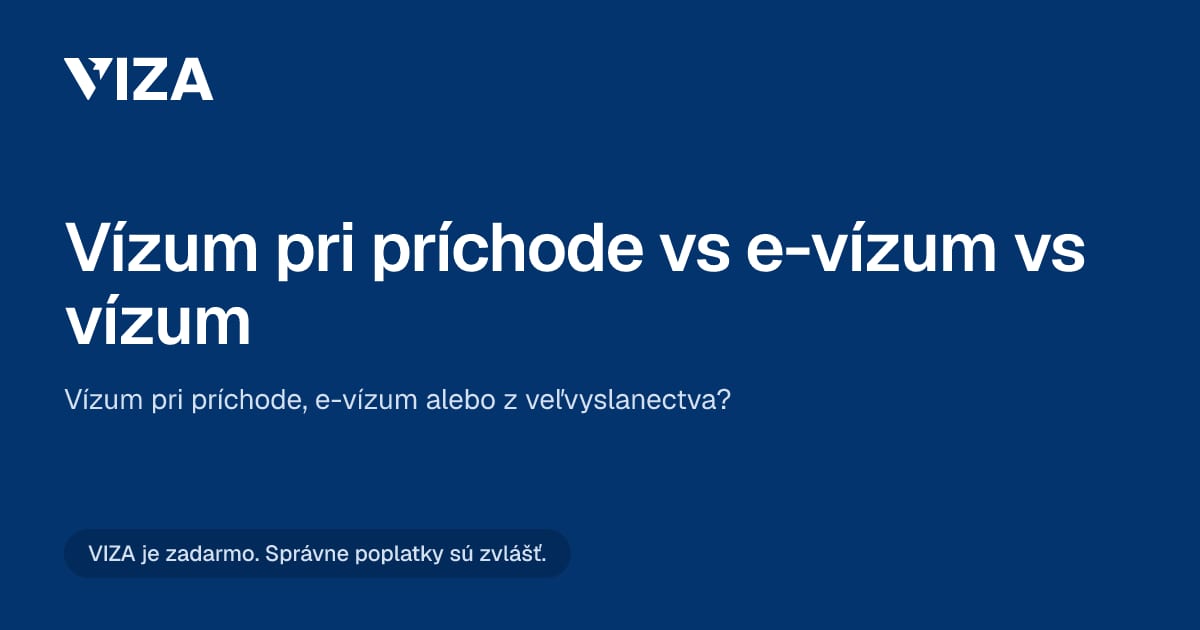 VIZA
Vízum pri príchode vs e-vízum vs
vízum
Vízum pri príchode, e-vízum alebo z veľvyslanectva?
VIZA je zadarmo. Správne poplatky sú zvlášť.